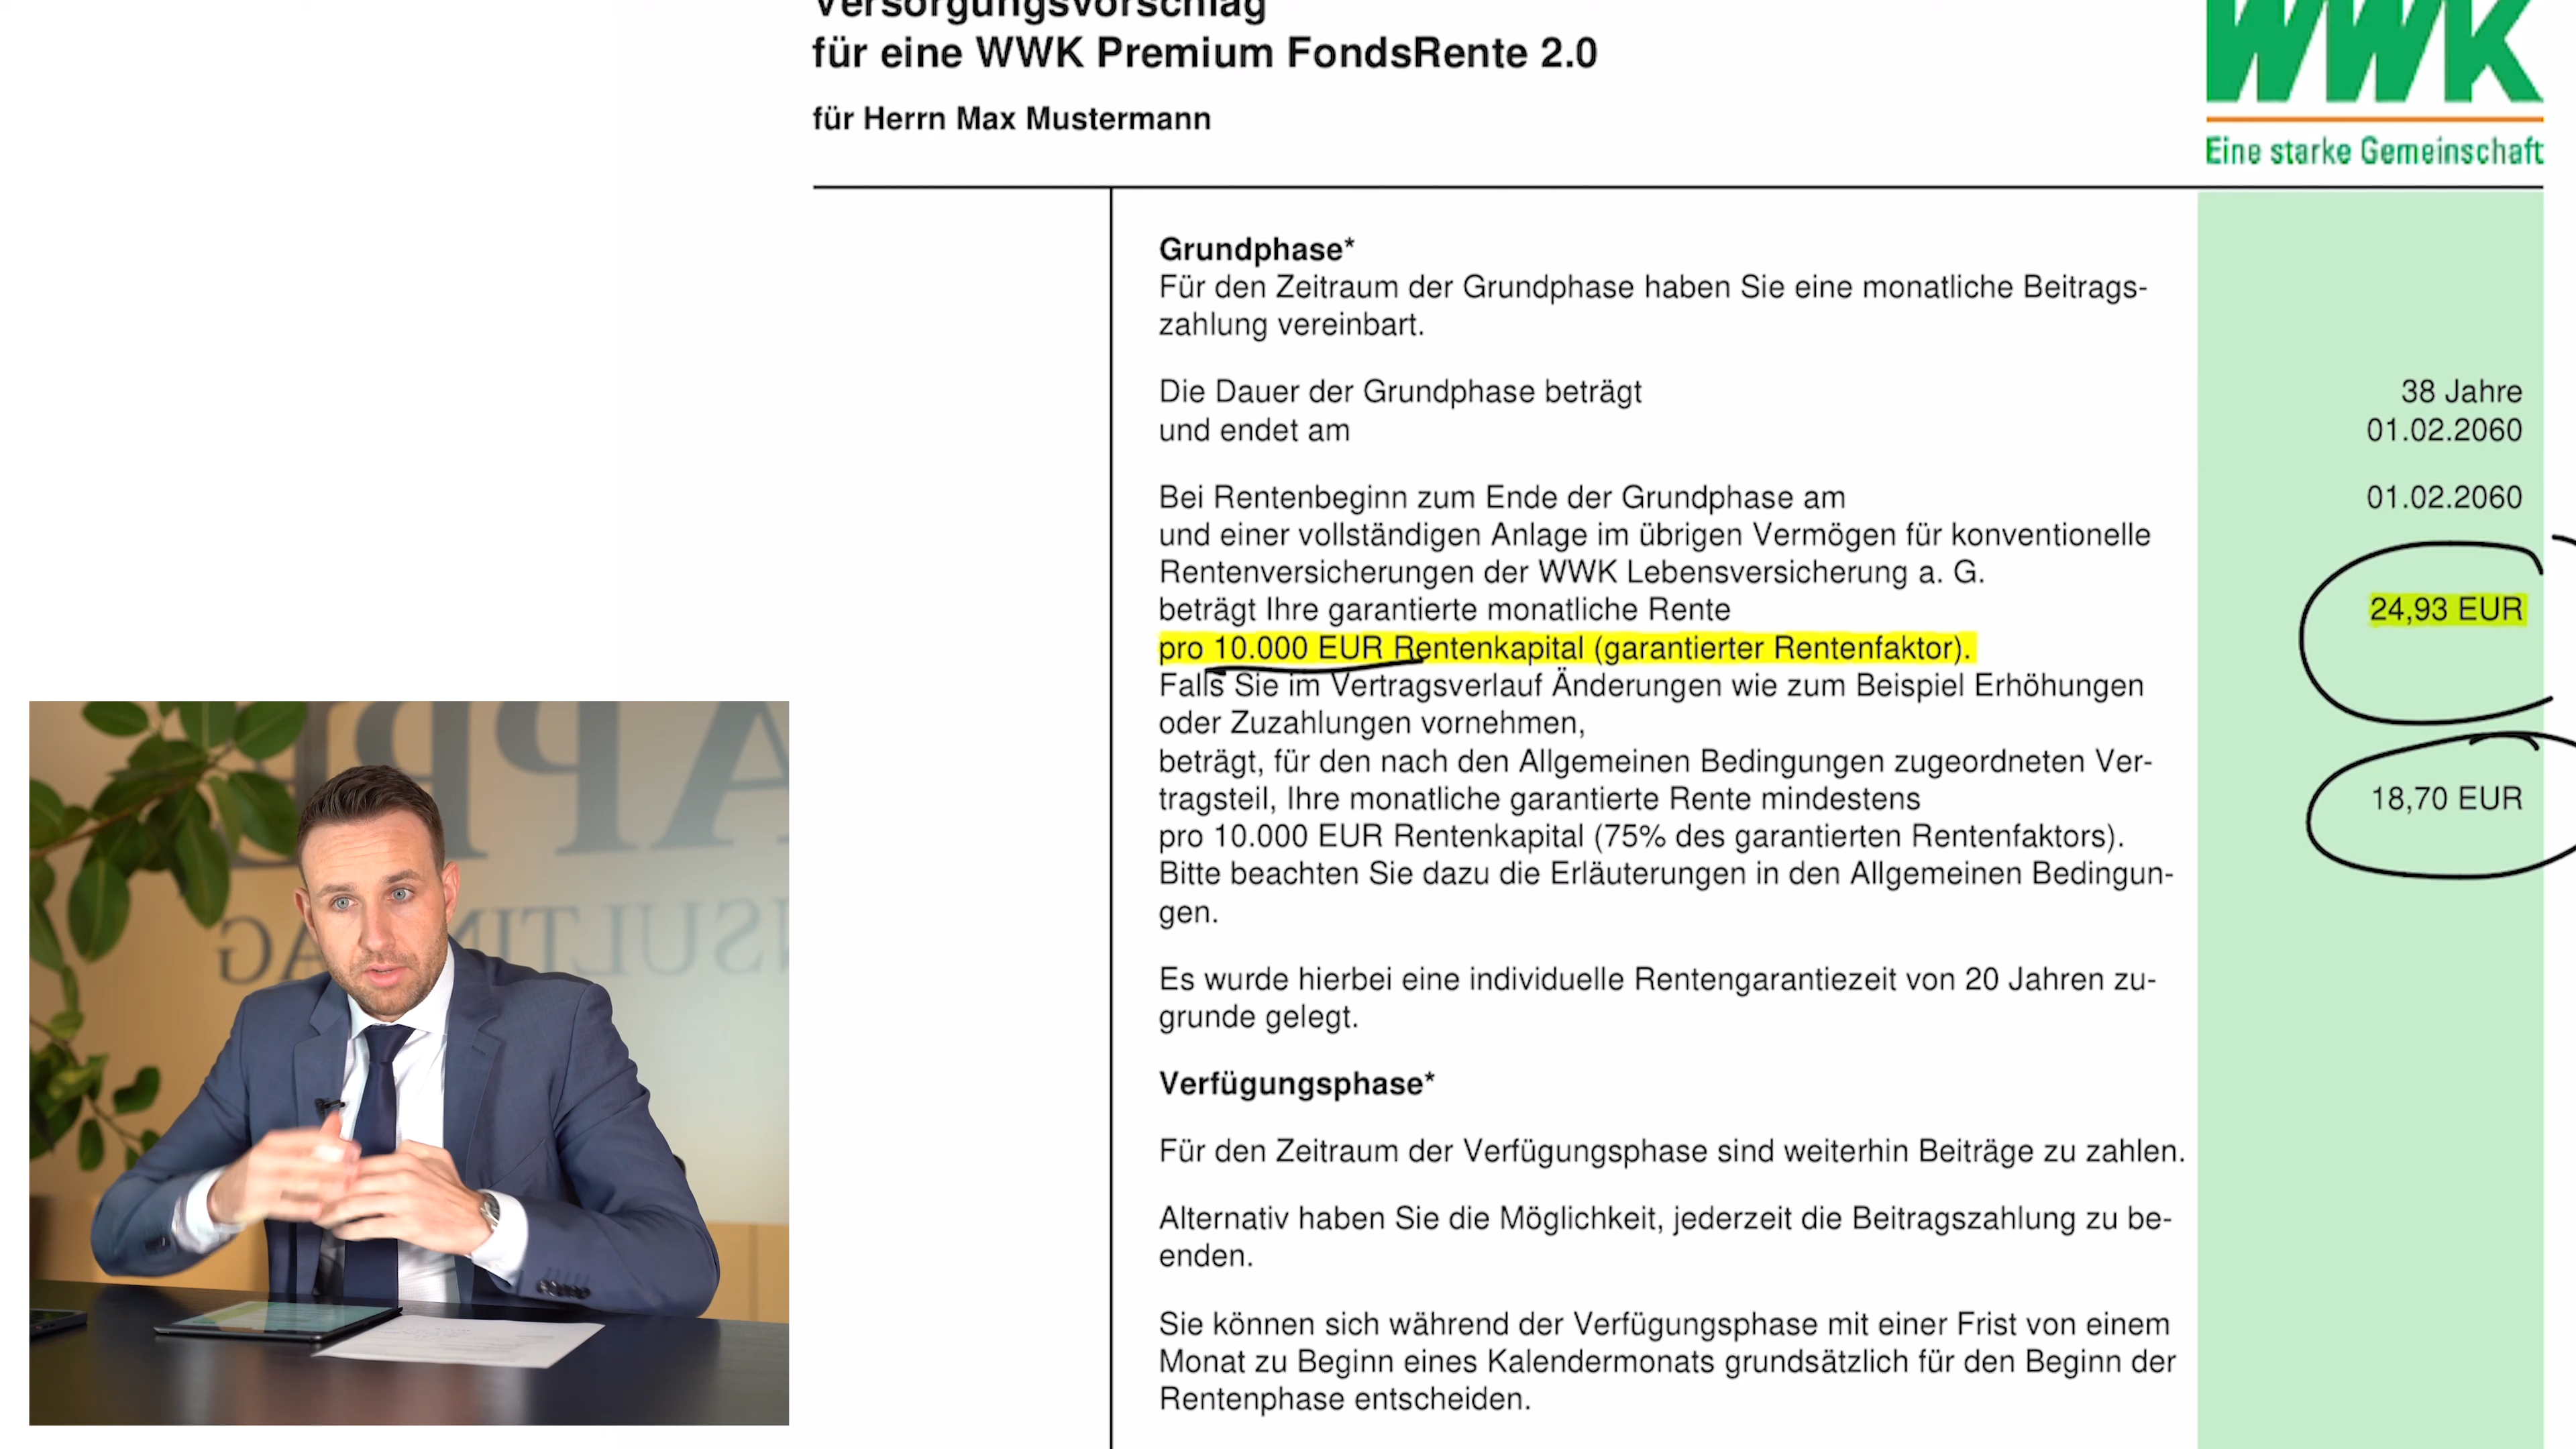 Versorgungsvorschlag
für eine WWK Premium FondsRente 2.0
für Herrn Max Mustermann
WWK
Eine starke Gemeinschaft
Grundphase*
Für den Zeitraum der Grundphase haben Sie eine monatliche Beitrags-
zahlung vereinbart.
Die Dauer der Grundphase beträgt 38 Jahre
und endet am 01.02.2060
Bei Rentenbeginn zum Ende der Grundphase am 01.02.2060
und einer vollständigen Anlage im übrigen Vermögen für konventionelle
Rentenversicherungen der WWK Lebensversicherung a. G.
beträgt Ihre garantierte monatliche Rente 24,93 EUR
pro 10.000 EUR Rentenkapital (garantierter Rentenfaktor).
Falls Sie im Vertragsverlauf Änderungen wie zum Beispiel Erhöhungen
oder Zuzahlungen vornehmen,
beträgt, für den nach den Allgemeinen Bedingungen zugeordneten Ver-
tragsteil, Ihre monatliche garantierte Rente mindestens 18,70 EUR
pro 10.000 EUR Rentenkapital (75% des garantierten Rentenfaktors).
Bitte beachten Sie dazu die Erläuterungen in den Allgemeinen Bedingun-
gen.
Es wurde hierbei eine individuelle Rentengarantiezeit von 20 Jahren zu-
grunde gelegt.
Verfügungsphase*
Für den Zeitraum der Verfügungsphase sind weiterhin Beiträge zu zahlen.
Alternativ haben Sie die Möglichkeit, jederzeit die Beitragszahlung zu be-
enden.
Sie können sich während der Verfügungsphase mit einer Frist von einem
Monat zu Beginn eines Kalendermonats grundsätzlich für den Beginn der
Rentenphase entscheiden.